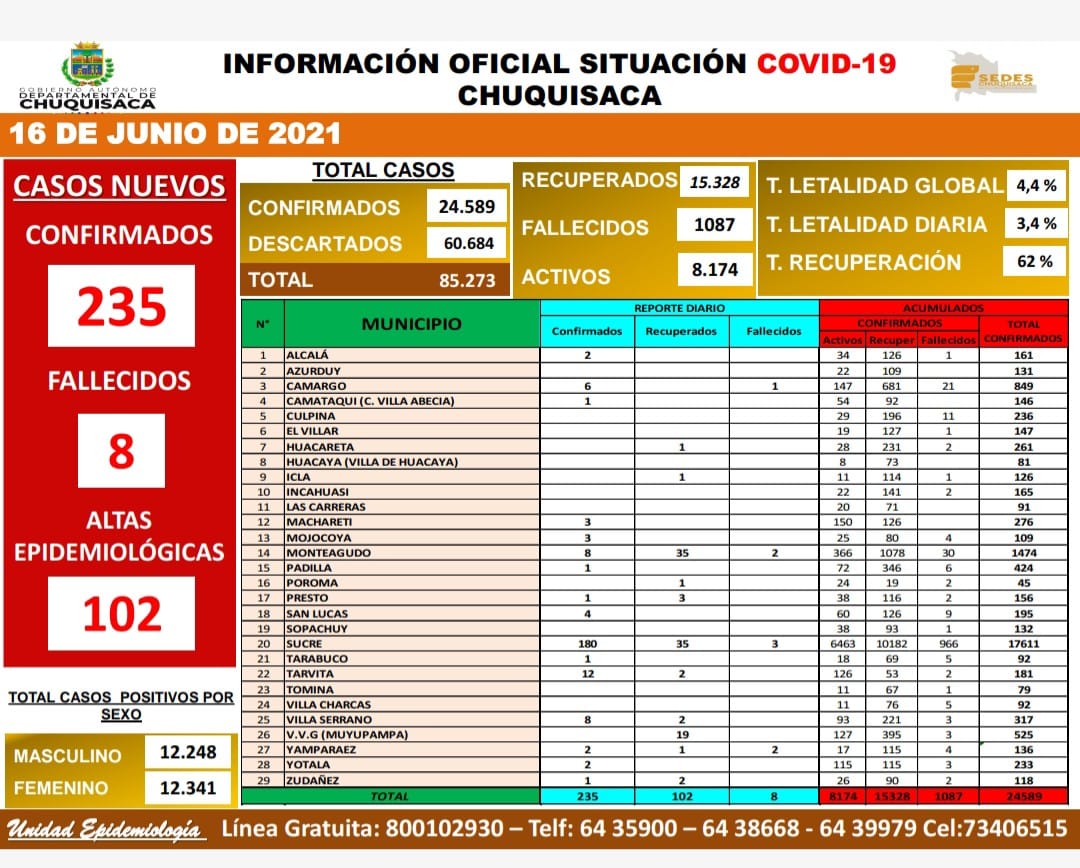 GOBIERNO AUTÓNOMO
DEPARTAMENTAL DE
CHUQUISACA
INFORMACIÓN OFICIAL SITUACIÓN COVID-19
CHUQUISACA
SEDES
CHUQUISACA
16 DE JUNIO DE 2021
CASOS NUEVOS
CONFIRMADOS
235
FALLECIDOS
8
ALTAS
EPIDEMIOLÓGICAS
102
TOTAL CASOS POSITIVOS POR
SEXO
MASCULINO 12.248
FEMENINO 12.341
TOTAL CASOS
CONFIRMADOS 24.589
DESCARTADOS 60.684
TOTAL 85.273
RECUPERADOS 15.328
FALLECIDOS 1087
ACTIVOS 8.174
T. LETALIDAD GLOBAL 4,4 %
T. LETALIDAD DIARIA 3,4 %
T. RECUPERACIÓN 62 %
N° MUNICIPIO REPORTE DIARIO ACUMULADOS
Confirmados Recuperados Fallecidos CONFIRMADOS TOTAL CONFIRMADOS
Activos Recuper Fallecidos
1 ALCALÁ 2 34 126 1 161
2 AZURDUY 22 109 131
3 CAMARGO 6 1 147 681 21 849
4 CAMATAQUI (C. VILLA ABECIA) 1 54 92 146
5 CULPINA 29 196 11 236
6 EL VILLAR 19 127 1 147
7 HUACARETA 1 28 231 2 261
8 HUACAYA (VILLA DE HUACAYA) 8 73 81
9 ICLA 1 11 114 1 126
10 INCAHUASI 22 141 2 165
11 LAS CARRERAS 20 71 91
12 MACHARETI 3 150 126 276
13 MOJOCOYA 3 25 80 4 109
14 MONTEAGUDO 8 35 2 366 1078 30 1474
15 PADILLA 1 72 346 6 424
16 POROMA 1 24 19 2 45
17 PRESTO 1 3 38 116 2 156
18 SAN LUCAS 4 60 126 9 195
19 SOPACHUY 38 93 1 132
20 SUCRE 180 35 3 6463 10182 966 17611
21 TARABUCO 1 18 69 5 92
22 TARVITA 12 2 126 53 2 181
23 TOMINA 11 67 1 79
24 VILLA CHARCAS 11 76 5 92
25 VILLA SERRANO 8 2 93 221 3 317
26 V.V.G (MUYUPAMPA) 19 127 395 3 525
27 YAMPARAEZ 2 1 2 17 115 4 136
28 YOTALA 2 115 115 3 233
29 ZUDAÑEZ 1 2 26 90 2 118
TOTAL 235 102 8 8174 15328 1087 24589
Unidad Epidemiología Línea Gratuita: 800102930 – Telf: 64 35900 – 64 38668 - 64 39979 Cel:73406515